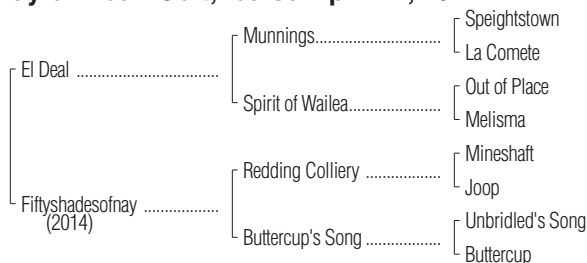 Speightstown
Munnings
La Comete
El Deal
Out of Place
Spirit of Wailea
Melisma
Mineshaft
Redding Colliery
Joop
Fiftyshadesofnay
(2014)
Unbridled's Song
Buttercup's Song
Buttercup